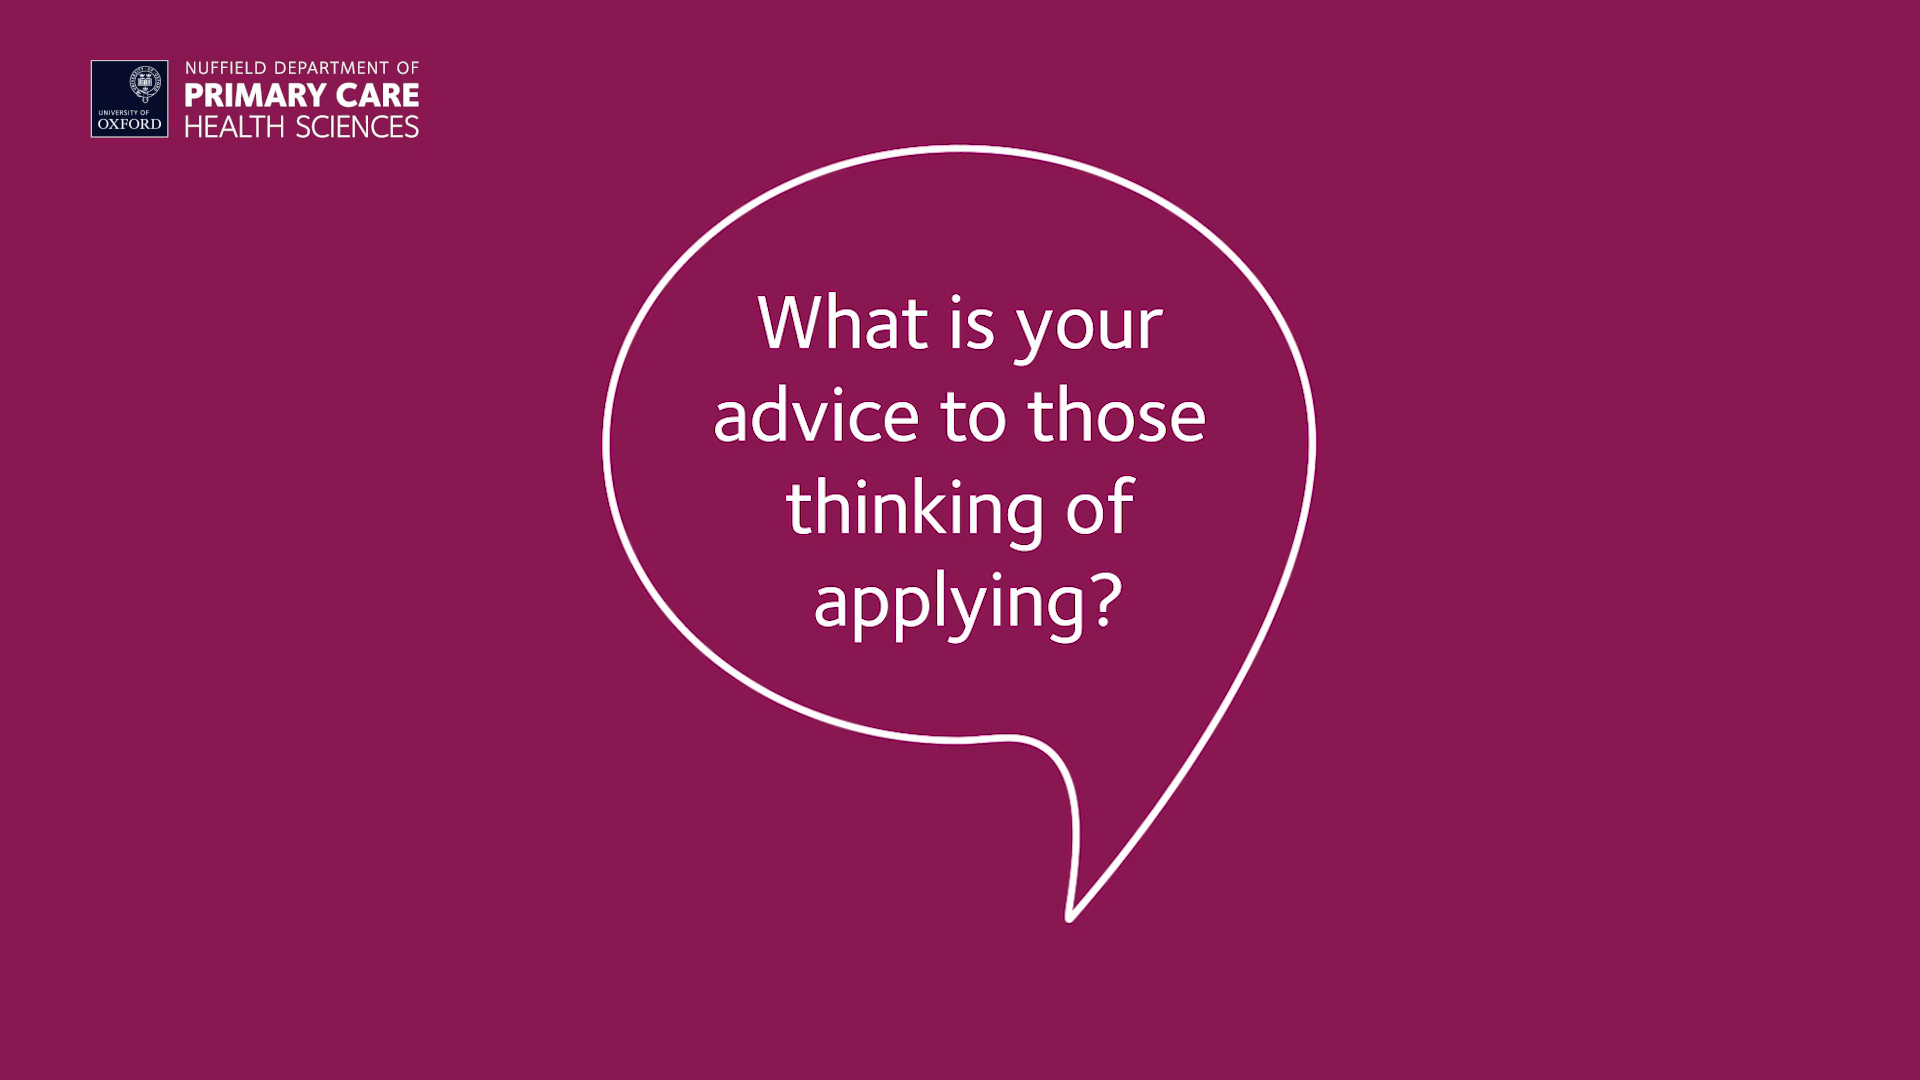 UNIVERSITY OF
OXFORD
NUFFIELD DEPARTMENT OF
PRIMARY CARE
HEALTH SCIENCES
What is your
advice to those
thinking of
applying?